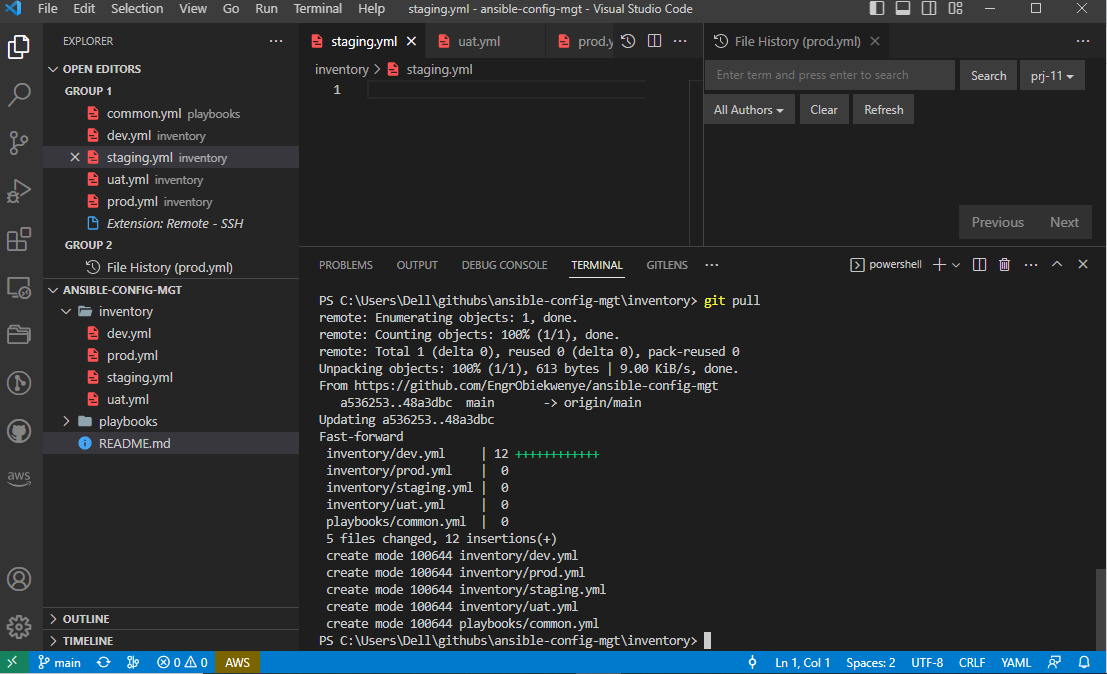 File Edit Selection View Go Run Terminal Help staging.yml - ansible-config-mgt - Visual Studio Code
EXPLORER
OPEN EDITORS
GROUP 1
common.yml playbooks
dev.yml inventory
staging.yml inventory
uat.yml inventory
prod.yml inventory
Extension: Remote - SSH
GROUP 2
File History (prod.yml)
ANSIBLE-CONFIG-MGT
inventory
dev.yml
prod.yml
staging.yml
uat.yml
playbooks
README.md
OUTLINE
TIMELINE
aws
staging.yml uat.yml prod.y
inventory > staging.yml
1
File History (prod.yml)
Enter term and press enter to search Search prj-11
All Authors Clear Refresh
Previous Next
PROBLEMS OUTPUT DEBUG CONSOLE TERMINAL GITLENS ··· powershell
PS C:\Users\Dell\githubs\ansible-config-mgt\inventory> git pull
remote: Enumerating objects: 1, done.
remote: Counting objects: 100% (1/1), done.
remote: Total 1 (delta 0), reused 0 (delta 0), pack-reused 0
Unpacking objects: 100% (1/1), 613 bytes | 9.00 KiB/s, done.
From https://github.com/EngrObiekwenye/ansible-config-mgt
a536253..48a3dbc main -> origin/main
Updating a536253..48a3dbc
Fast-forward
inventory/dev.yml | 12 ++++++++++++
inventory/prod.yml | 0
inventory/staging.yml | 0
inventory/uat.yml | 0
playbooks/common.yml | 0
5 files changed, 12 insertions(+)
create mode 100644 inventory/dev.yml
create mode 100644 inventory/prod.yml
create mode 100644 inventory/staging.yml
create mode 100644 inventory/uat.yml
create mode 100644 playbooks/common.yml
PS C:\Users\Dell\githubs\ansible-config-mgt\inventory>
main 0 0 AWS Ln 1, Col 1 Spaces: 2 UTF-8 CRLF YAML